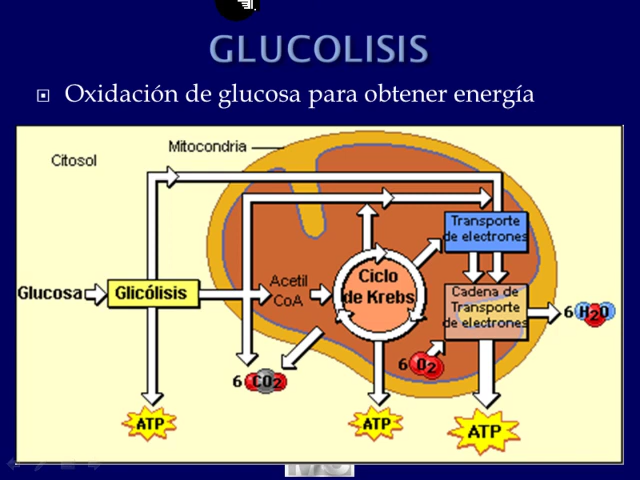 GLUCOLISIS
Oxidación de glucosa para obtener energía
Mitocondria
Citosol
Transporte
de electrones
Glucosa
Glicólisis
Acetil
CoA
Ciclo
de Krebs
Cadena de
Transporte
de electrones
6 H2O
6 O2
6 CO2
ATP
ATP
ATP